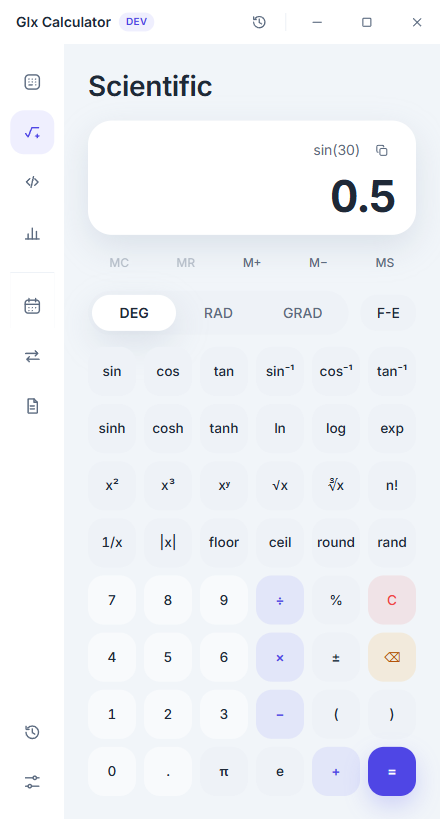 Glx Calculator DEV
Scientific
sin(30)
0.5
MC MR M+ M− MS
DEG RAD GRAD F-E
sin cos tan sin⁻¹ cos⁻¹ tan⁻¹
sinh cosh tanh ln log exp
x² x³ xʸ √x ∛x n!
1/x |x| floor ceil round rand
7 8 9 ÷ % C
4 5 6 × ± ⌫
1 2 3 − ( )
0 . π e + =